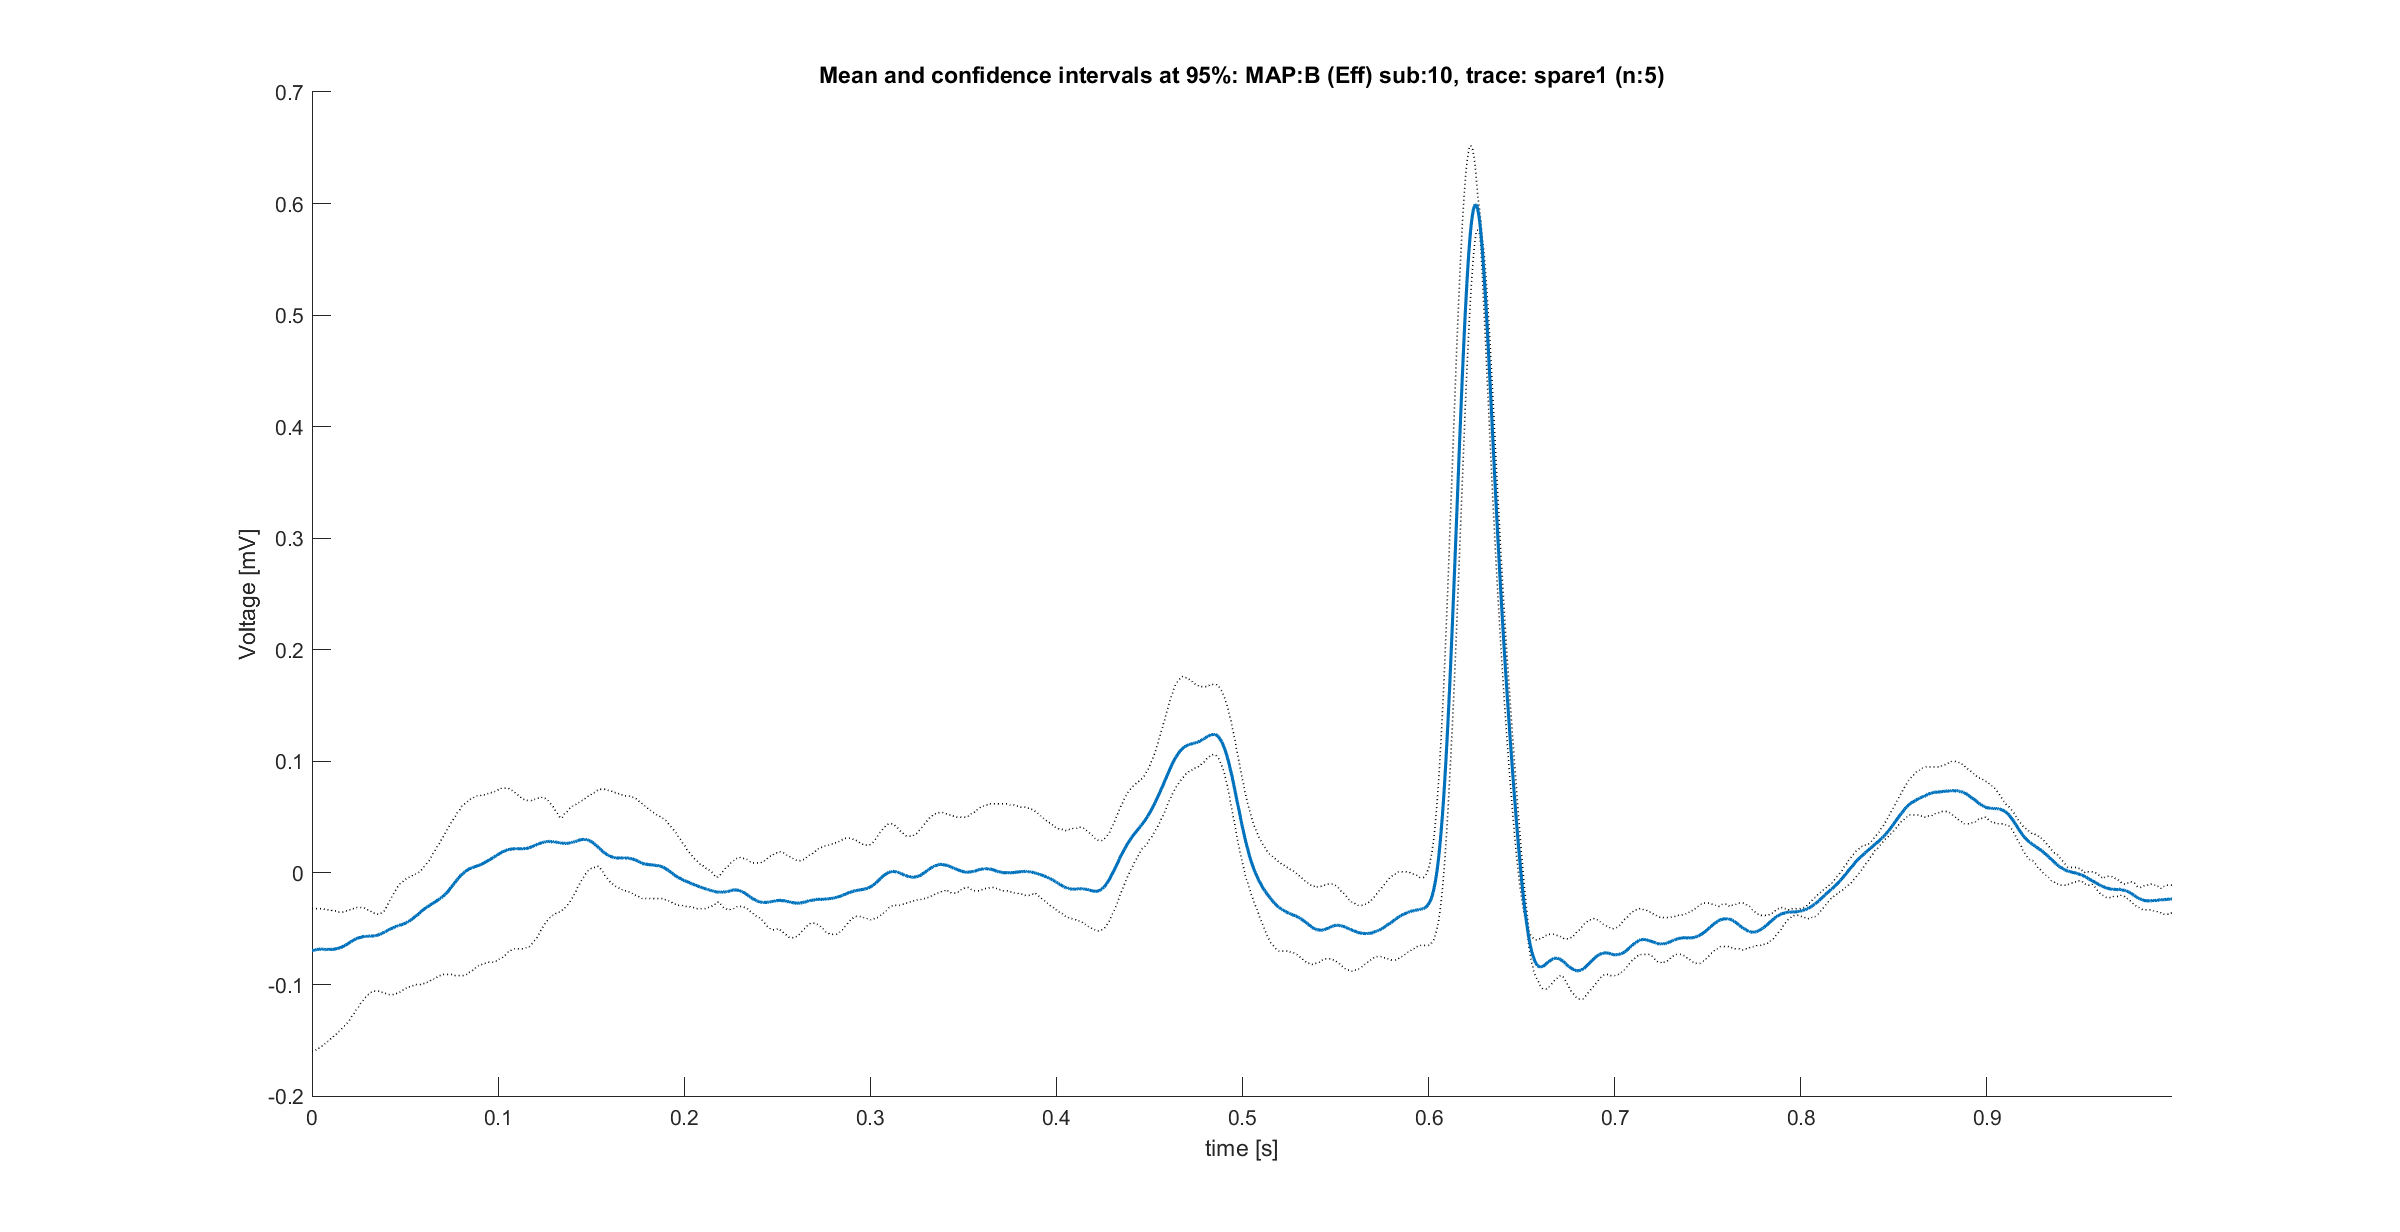 Mean and confidence intervals at 95%: MAP:B (Eff) sub:10, trace: spare1 (n:5)
0.7
0.6
0.5
0.4
0.3
0.2
0.1
0
-0.1
-0.2
Voltage [mV]
0 0.1 0.2 0.3 0.4 0.5 0.6 0.7 0.8 0.9
time [s]